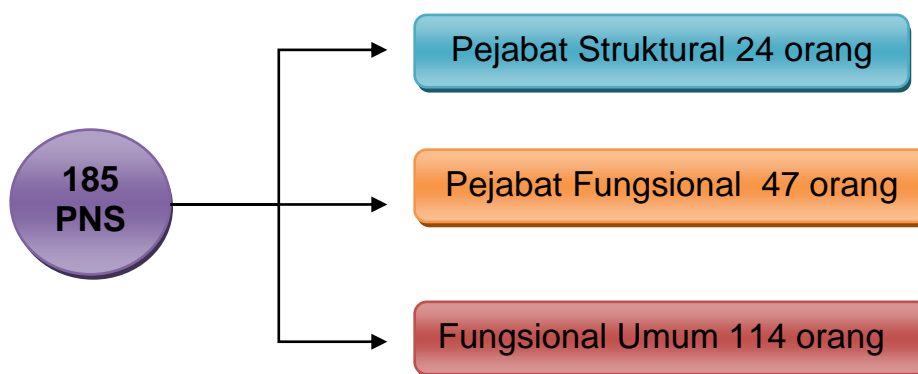 185
PNS
Pejabat Struktural 24 orang
Pejabat Fungsional  47 orang
Fungsional Umum 114 orang